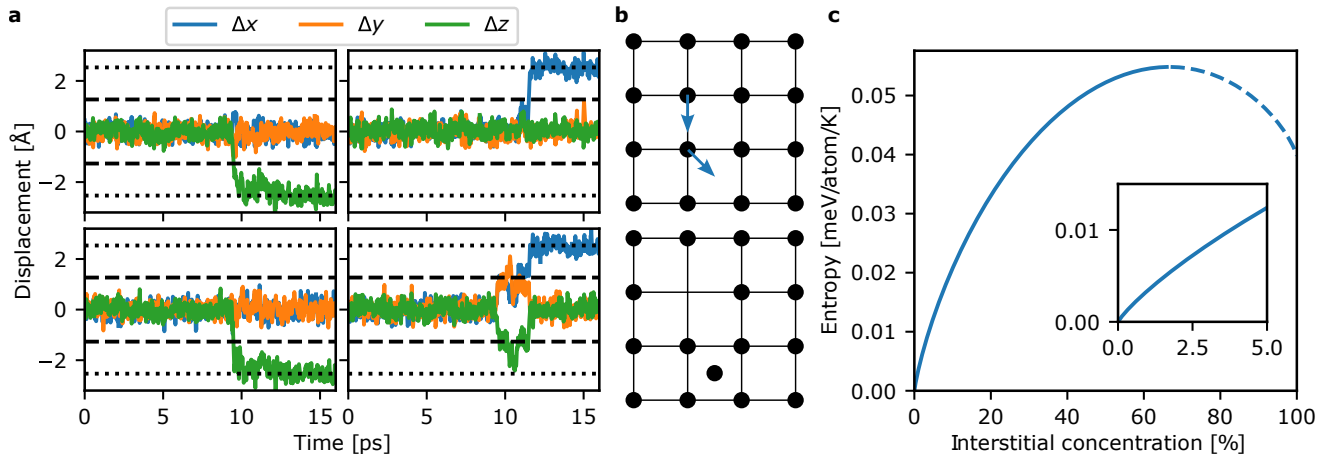 a
Δx Δy Δz
Displacement [Å]
2
0
−2
2
0
−2
0 5 10 15
0 5 10 15
Time [ps]
b
c
Entropy [meV/atom/K]
0.05
0.04
0.03
0.02
0.01
0.00
0.01
0.00
0.0 2.5 5.0
0 20 40 60 80 100
Interstitial concentration [%]